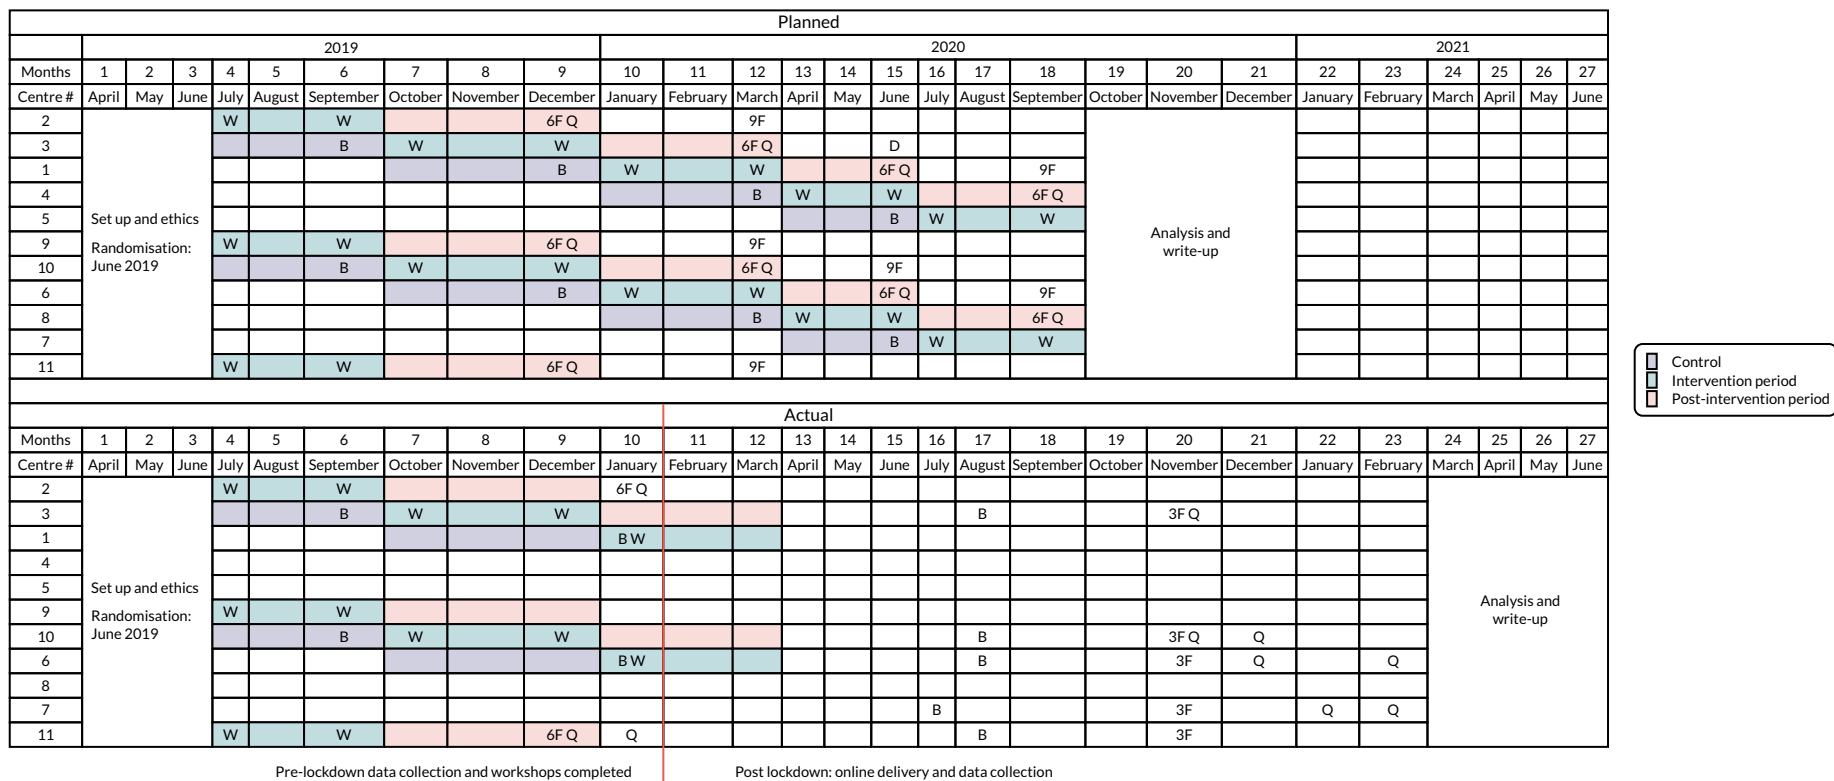 Planned
2019 2020 2021
Months 1 2 3 4 5 6 7 8 9 10 11 12 13 14 15 16 17 18 19 20 21 22 23 24 25 26 27
Centre # April May June July August September October November December January February March April May June July August September October November December January February March April May June
2 W W 6F Q 9F
3 B W W 6F Q D
1 B W W 6F Q 9F
4 B W W 6F Q
5 B W W
9 W W 6F Q 9F
10 B W W 6F Q 9F
6 B W W 6F Q 9F
8 B W W 6F Q
7 B W W
11 W W 6F Q 9F
Set up and ethics
Randomisation:
June 2019
Analysis and
write-up
Control
Intervention period
Post-intervention period
Actual
Months 1 2 3 4 5 6 7 8 9 10 11 12 13 14 15 16 17 18 19 20 21 22 23 24 25 26 27
Centre # April May June July August September October November December January February March April May June July August September October November December January February March April May June
2 W W 6F Q
3 B W W B 3F Q
1 B W
4
5
9 W W
10 B W W B 3F Q Q
6 B W B 3F Q Q
8
7 B 3F Q Q
11 W W 6F Q Q B 3F
Set up and ethics
Randomisation:
June 2019
Analysis and
write-up
Pre-lockdown data collection and workshops completed
Post lockdown: online delivery and data collection